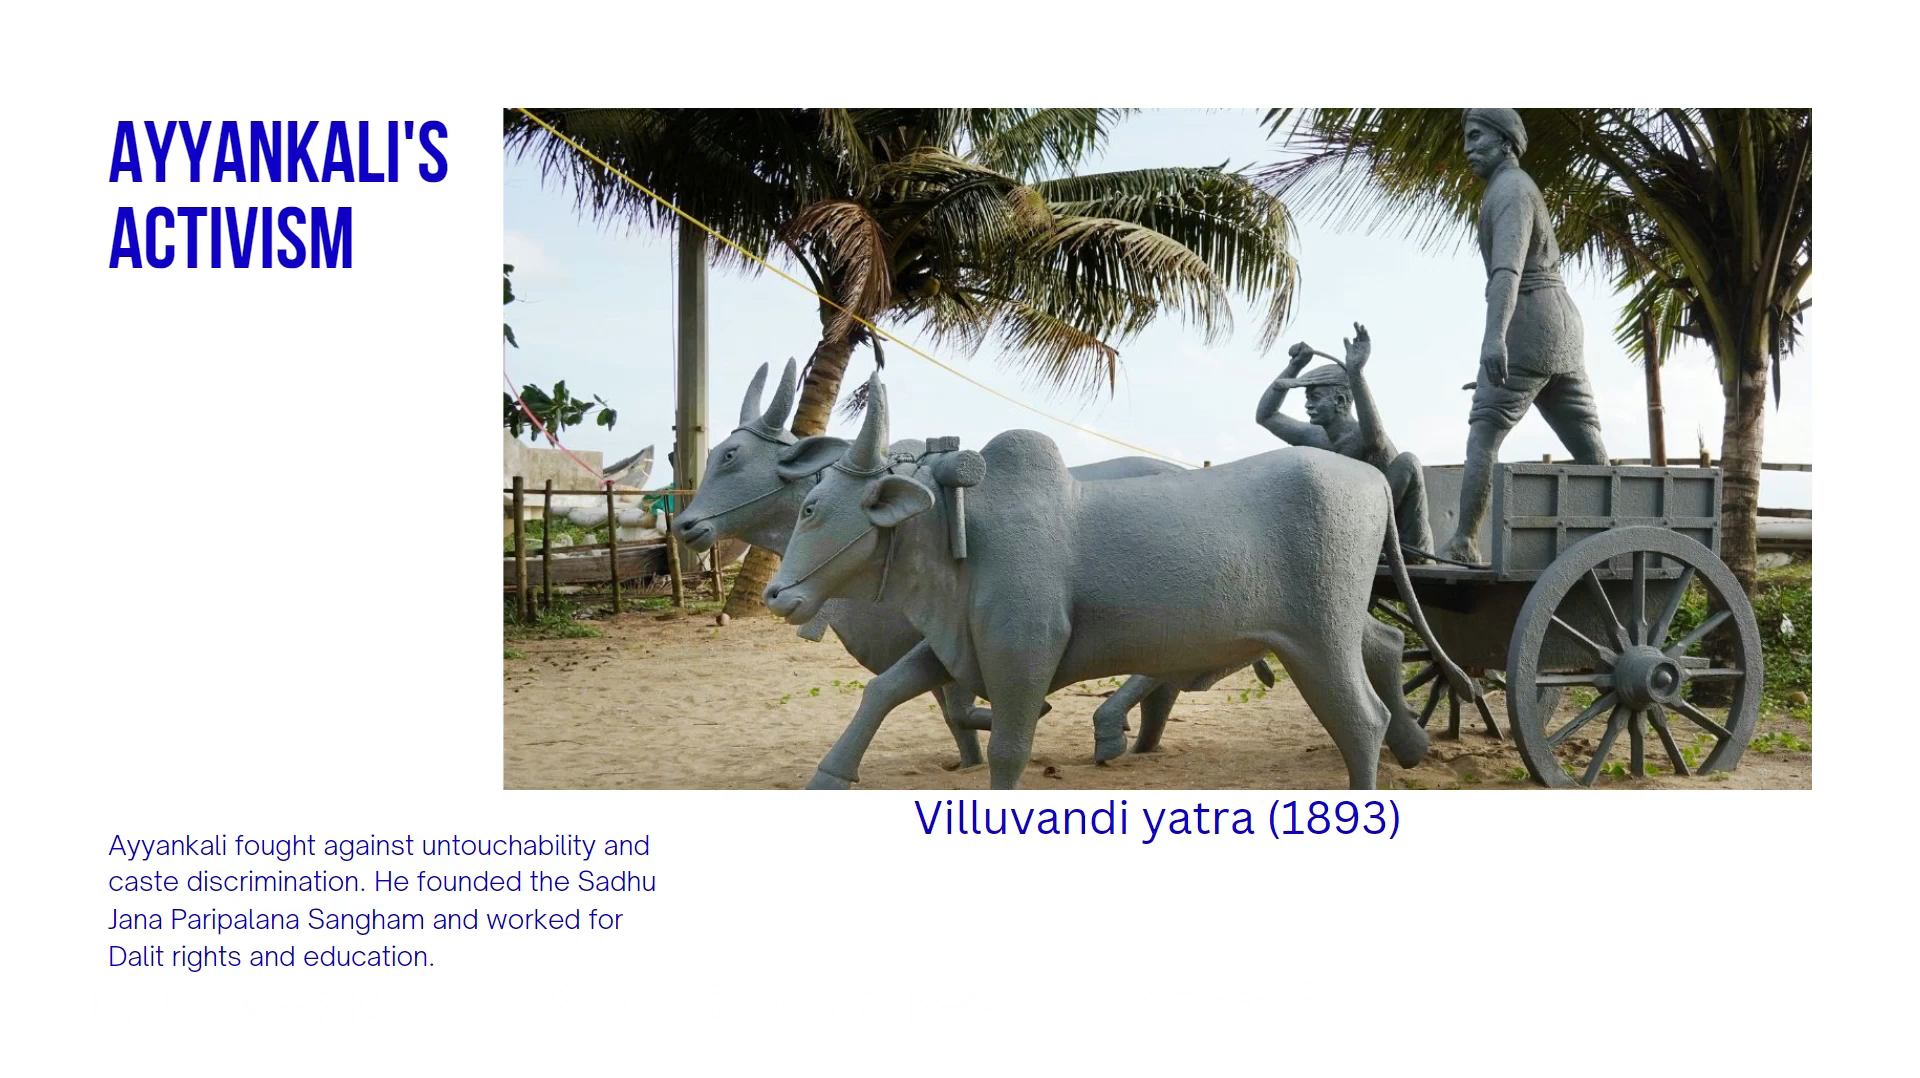 AYYANKALI'S
ACTIVISM
Villuvandi yatra (1893)
Ayyankali fought against untouchability and
caste discrimination. He founded the Sadhu
Jana Paripalana Sangham and worked for
Dalit rights and education.